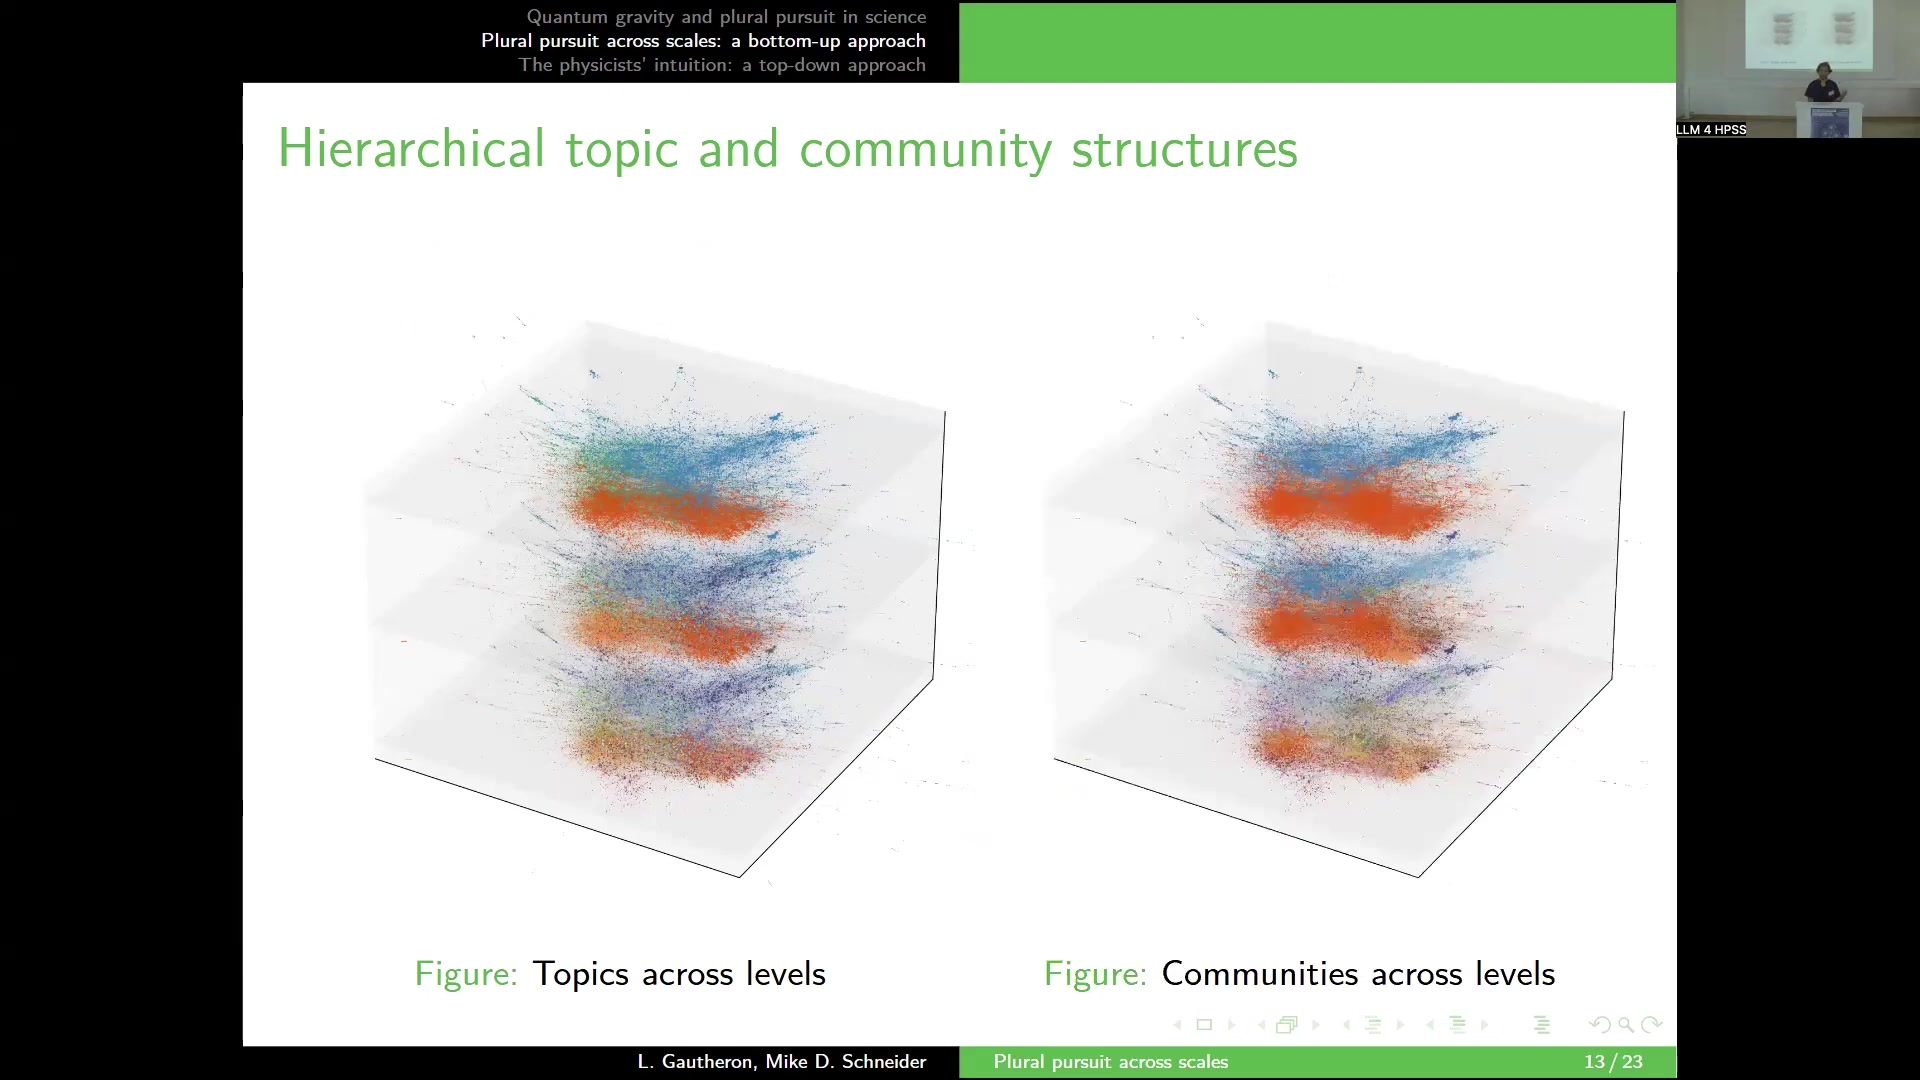 Quantum gravity and plural pursuit in science
Plural pursuit across scales: a bottom-up approach
The physicists' intuition: a top-down approach
LLM 4 HPSS
Hierarchical topic and community structures
Figure: Topics across levels
Figure: Communities across levels
L. Gautheron, Mike D. Schneider
Plural pursuit across scales
13 / 23